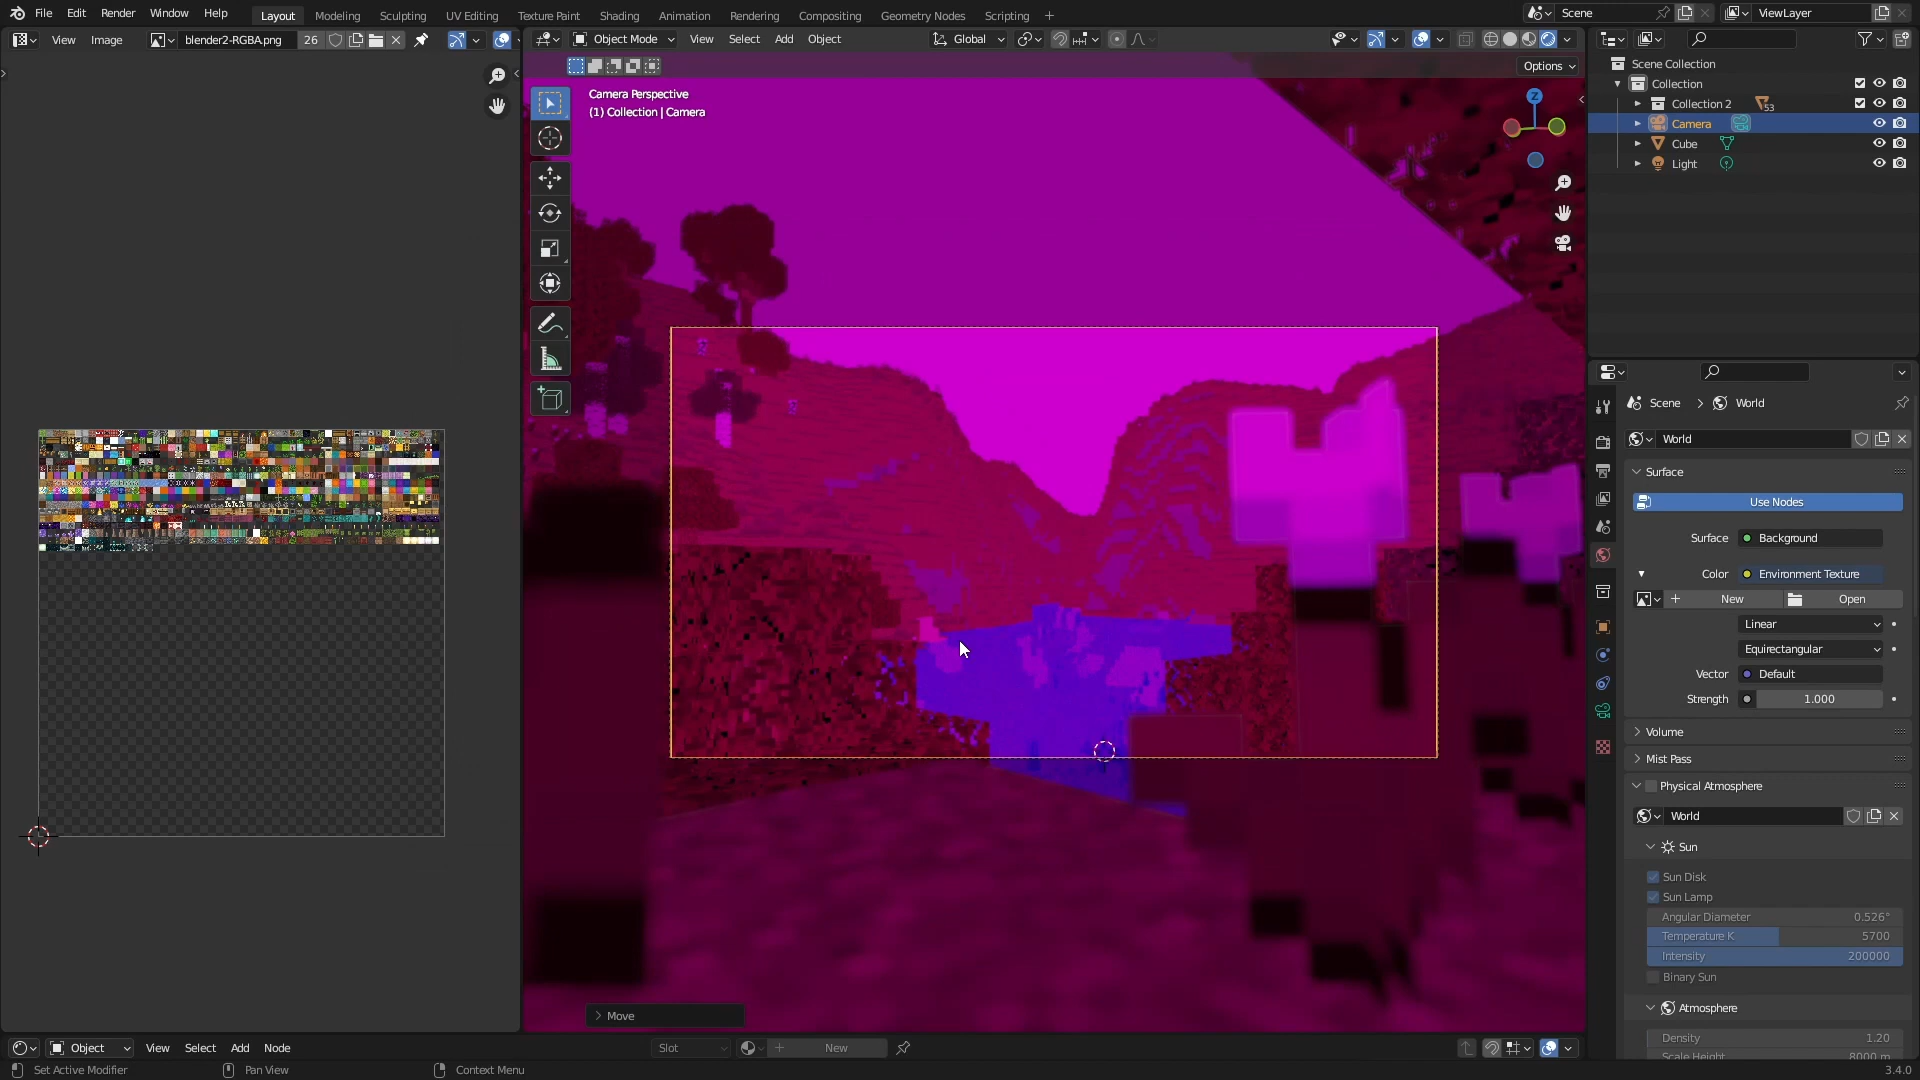 File Edit Render Window Help Layout Modeling Sculpting UV Editing Texture Paint Shading Animation Rendering Compositing Geometry Nodes Scripting + Scene ViewLayer
View Image blender2-RGBA.png 26 Object Mode View Select Add Object Global
Options
Camera Perspective
(1) Collection | Camera
Z
Move
Scene Collection
Collection
Collection 2 53
Camera
Cube
Light
Scene > World
World
Surface
Use Nodes
Surface Background
Color Environment Texture
New Open
Linear
Equirectangular
Vector Default
Strength 1.000
Volume
Mist Pass
Physical Atmosphere
World
Sun
Sun Disk
Sun Lamp
Angular Diameter 0.526°
Temperature K 5700
Intensity 200000
Binary Sun
Atmosphere
Density 1.20
Scale Height 8000 m
Object View Select Add Node Slot New
Set Active Modifier Pan View Context Menu 3.4.0